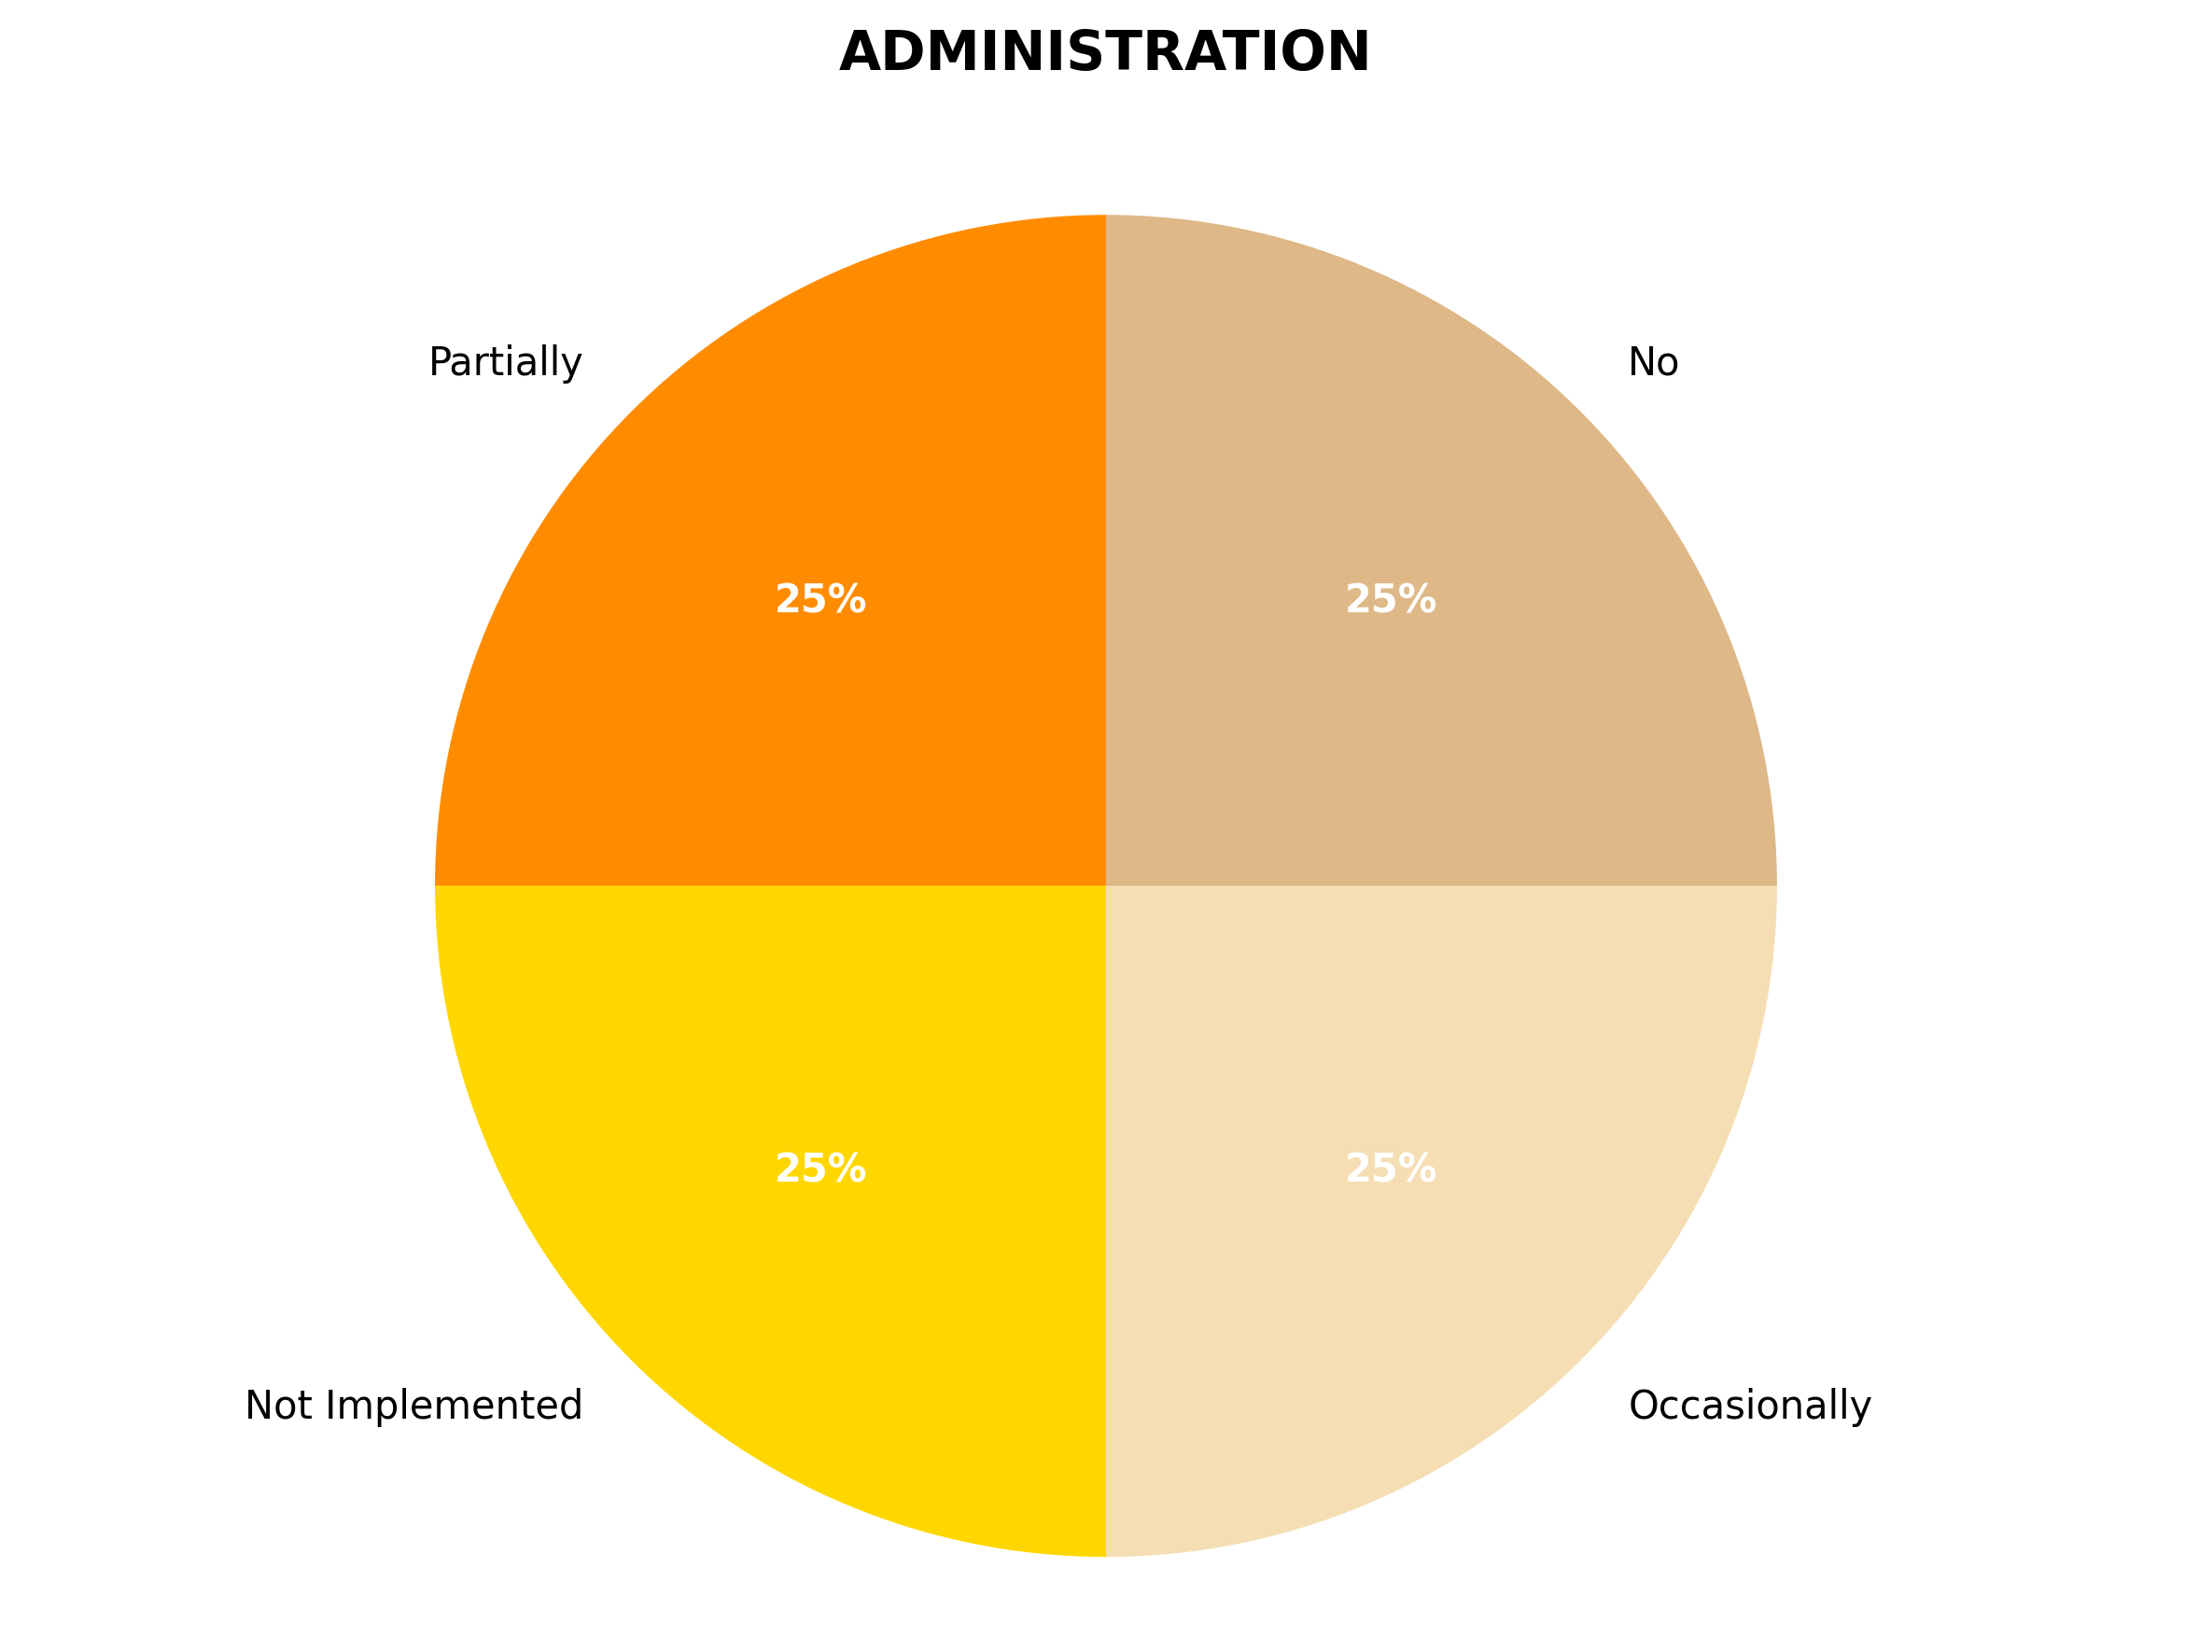 ADMINISTRATION
Partially
No
25%
25%
25%
25%
Not Implemented
Occasionally